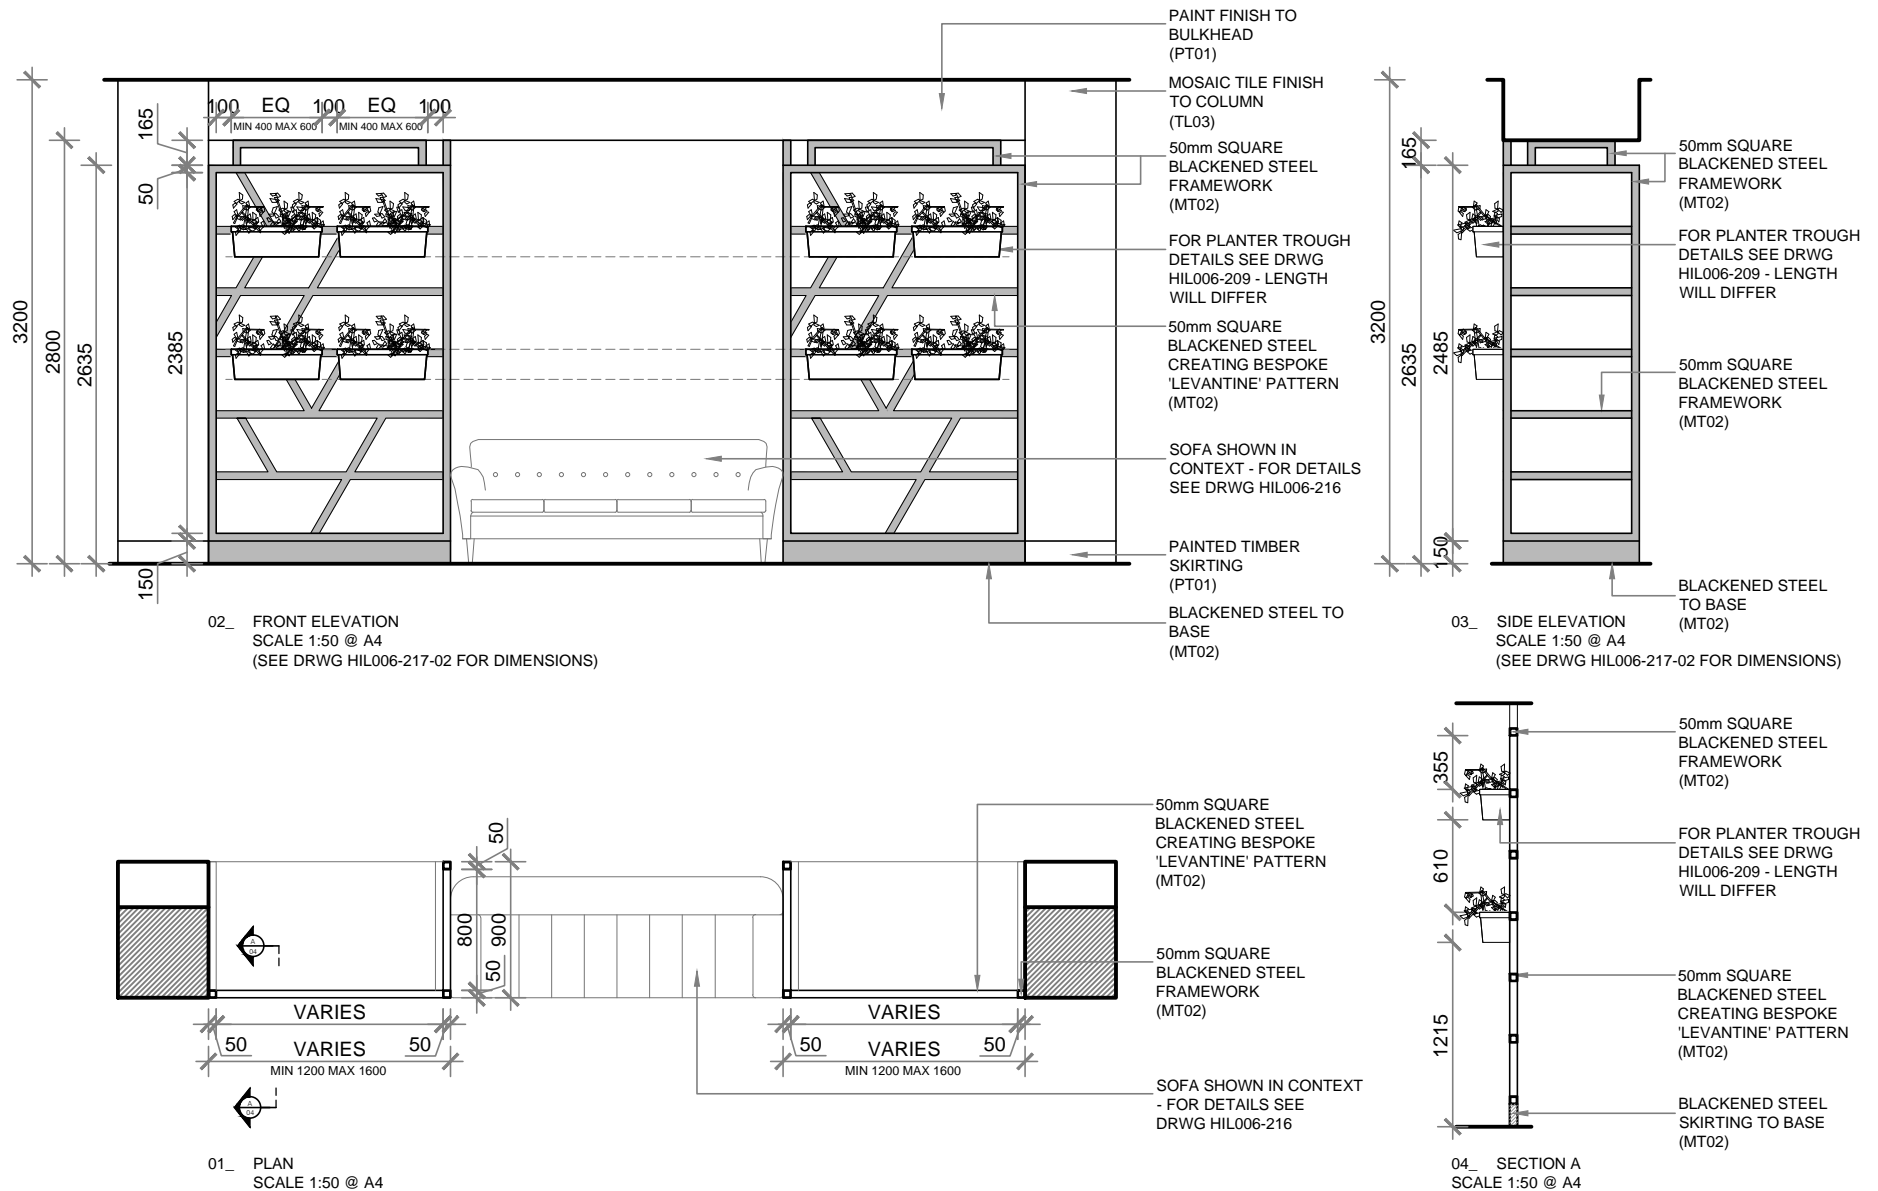 PAINT FINISH TO
BULKHEAD
(PT01)
MOSAIC TILE FINISH
TO COLUMN
(TL03)
50mm SQUARE
BLACKENED STEEL
FRAMEWORK
(MT02)
FOR PLANTER TROUGH
DETAILS SEE DRWG
HIL006-209 - LENGTH
WILL DIFFER
50mm SQUARE
BLACKENED STEEL
CREATING BESPOKE
'LEVANTINE' PATTERN
(MT02)
SOFA SHOWN IN
CONTEXT - FOR DETAILS
SEE DRWG HIL006-216
PAINTED TIMBER
SKIRTING
(PT01)
BLACKENED STEEL TO
BASE
(MT02)
100 EQ 100 EQ 100
MIN 400 MAX 600 MIN 400 MAX 600
3200
2800
2635
165
50
2385
150
02_ FRONT ELEVATION
SCALE 1:50 @ A4
(SEE DRWG HIL006-217-02 FOR DIMENSIONS)
3200
165
2635
2485
150
50mm SQUARE
BLACKENED STEEL
FRAMEWORK
(MT02)
FOR PLANTER TROUGH
DETAILS SEE DRWG
HIL006-209 - LENGTH
WILL DIFFER
50mm SQUARE
BLACKENED STEEL
FRAMEWORK
(MT02)
BLACKENED STEEL
TO BASE
(MT02)
03_ SIDE ELEVATION
SCALE 1:50 @ A4
(SEE DRWG HIL006-217-02 FOR DIMENSIONS)
50
800
900
50
A
04
VARIES
50 VARIES 50
MIN 1200 MAX 1600
VARIES
50 VARIES 50
MIN 1200 MAX 1600
A
04
50mm SQUARE
BLACKENED STEEL
CREATING BESPOKE
'LEVANTINE' PATTERN
(MT02)
50mm SQUARE
BLACKENED STEEL
FRAMEWORK
(MT02)
SOFA SHOWN IN CONTEXT
- FOR DETAILS SEE
DRWG HIL006-216
01_ PLAN
SCALE 1:50 @ A4
355
610
1215
50mm SQUARE
BLACKENED STEEL
FRAMEWORK
(MT02)
FOR PLANTER TROUGH
DETAILS SEE DRWG
HIL006-209 - LENGTH
WILL DIFFER
50mm SQUARE
BLACKENED STEEL
CREATING BESPOKE
'LEVANTINE' PATTERN
(MT02)
BLACKENED STEEL
SKIRTING TO BASE
(MT02)
04_ SECTION A
SCALE 1:50 @ A4